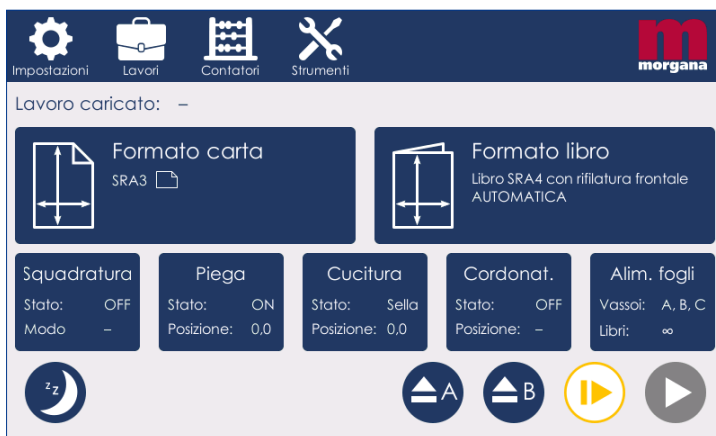 Impostazioni
Lavori
Contatori
Strumenti
morgana
Lavoro caricato: –
Formato carta
SRA3
Formato libro
Libro SRA4 con rifilatura frontale
AUTOMATICA
Squadratura
Stato: OFF
Modo –
Piega
Stato: ON
Posizione: 0,0
Cucitura
Stato: Sella
Posizione: 0,0
Cordonat.
Stato: OFF
Posizione: –
Alim. fogli
Vassoi: A, B, C
Libri: ∞
z z
A
B